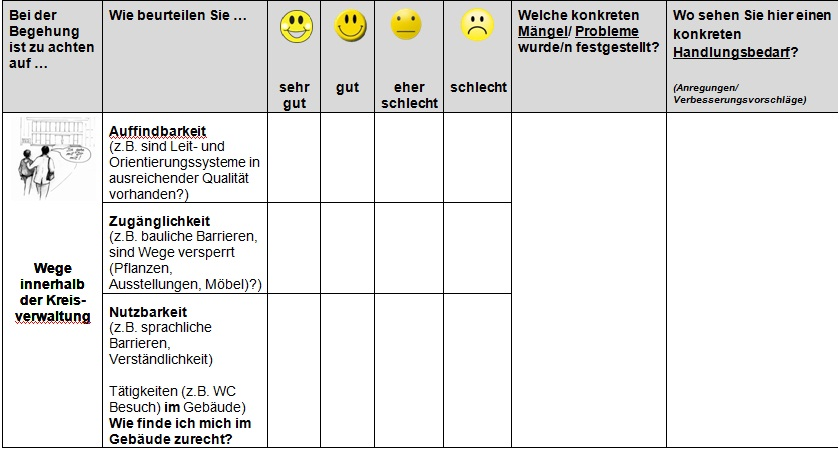 Bei der
Begehung
ist zu achten
auf …
Wie beurteilen Sie …
sehr
gut
gut
eher
schlecht
schlecht
Welche konkreten
Mängel/ Probleme
wurde/n festgestellt?
Wo sehen Sie hier einen
konkreten
Handlungsbedarf?
(Anregungen/
Verbesserungsvorschläge)
Wege
innerhalb
der Kreis-
verwaltung
Auffindbarkeit
(z.B. sind Leit- und
Orientierungssysteme in
ausreichender Qualität
vorhanden?)
Zugänglichkeit
(z.B. bauliche Barrieren,
sind Wege versperrt
(Pflanzen,
Ausstellungen, Möbel)?)
Nutzbarkeit
(z.B. sprachliche
Barrieren,
Verständlichkeit)
Tätigkeiten (z.B. WC
Besuch) im Gebäude)
Wie finde ich mich im
Gebäude zurecht?